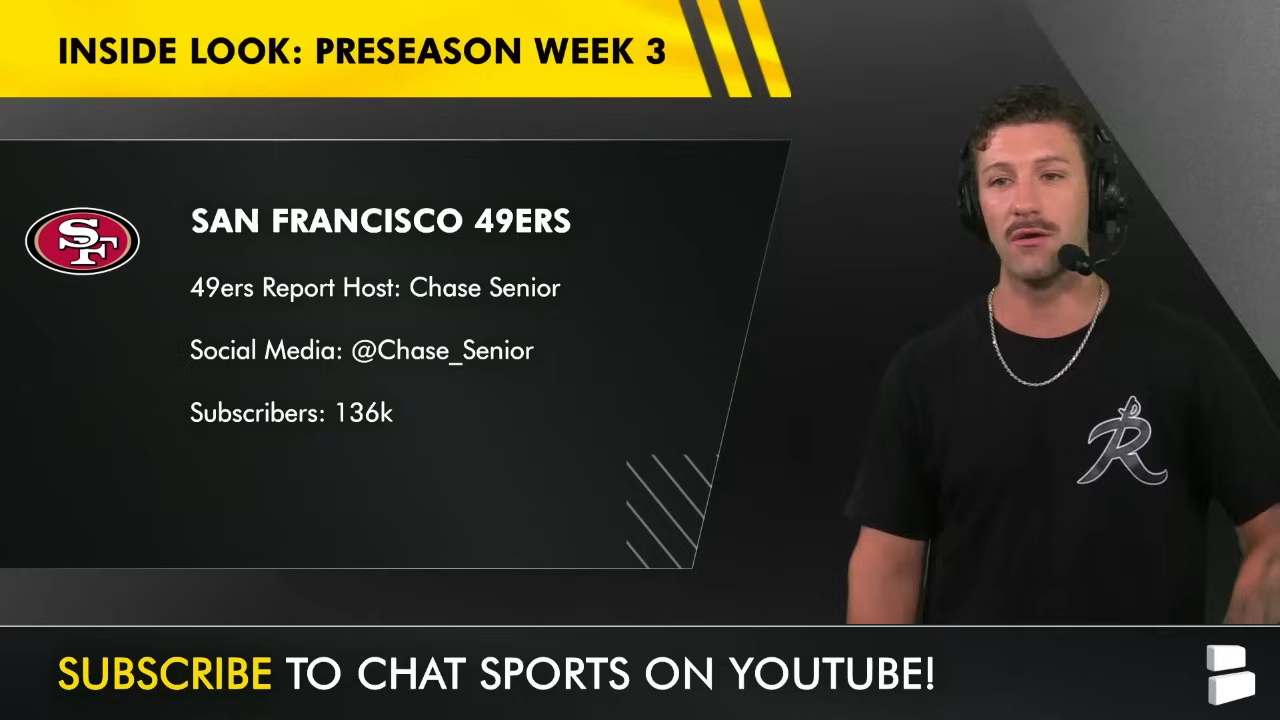 INSIDE LOOK: PRESEASON WEEK 3
SF
SAN FRANCISCO 49ERS
49ers Report Host: Chase Senior
Social Media: @Chase_Senior
Subscribers: 136k
R
SUBSCRIBE TO CHAT SPORTS ON YOUTUBE!